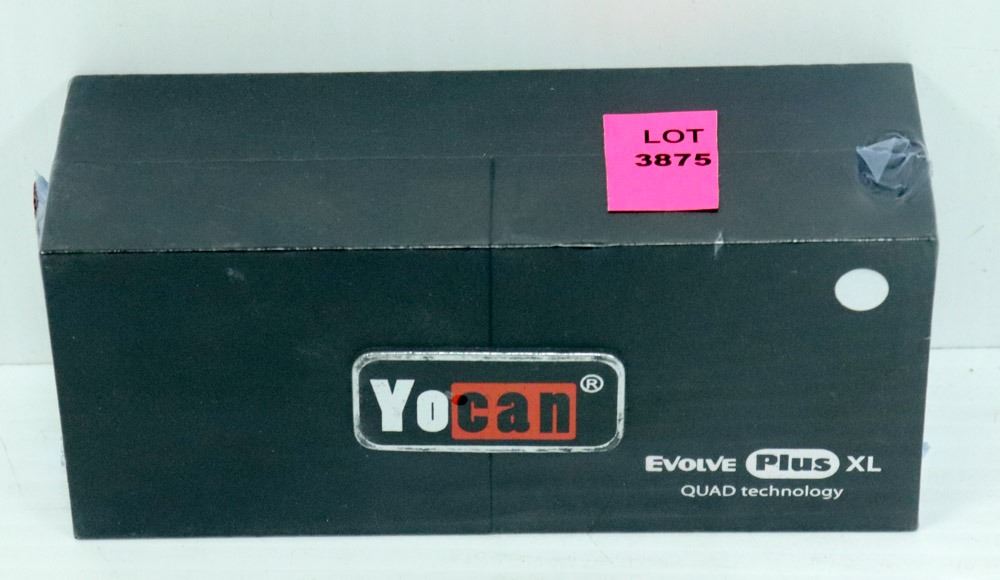 LOT
3875
Yocan®
EVOLVE Plus XL
QUAD technology